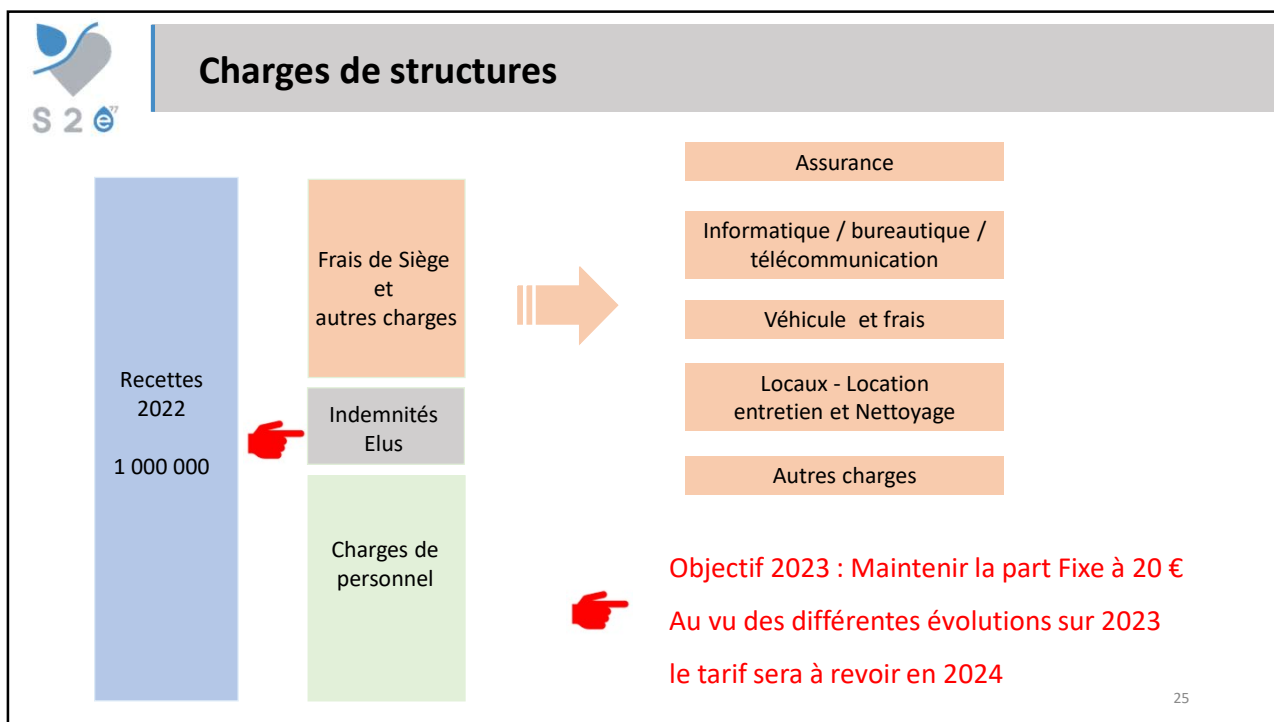 Charges de structures
S 2 e 77
Recettes
2022
1 000 000
Frais de Siège
et
autres charges
Indemnités
Elus
Charges de
personnel
Assurance
Informatique / bureautique /
télécommunication
Véhicule et frais
Locaux - Location
entretien et Nettoyage
Autres charges
Objectif 2023 : Maintenir la part Fixe à 20 €
Au vu des différentes évolutions sur 2023
le tarif sera à revoir en 2024
25